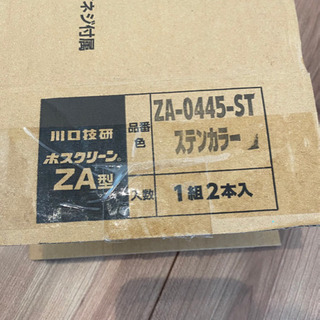 ネジ付属
川口技研
ホスクリーン®
ZA型
品番 ZA-0445-ST
色 ステンカラー
入数 1組2本入